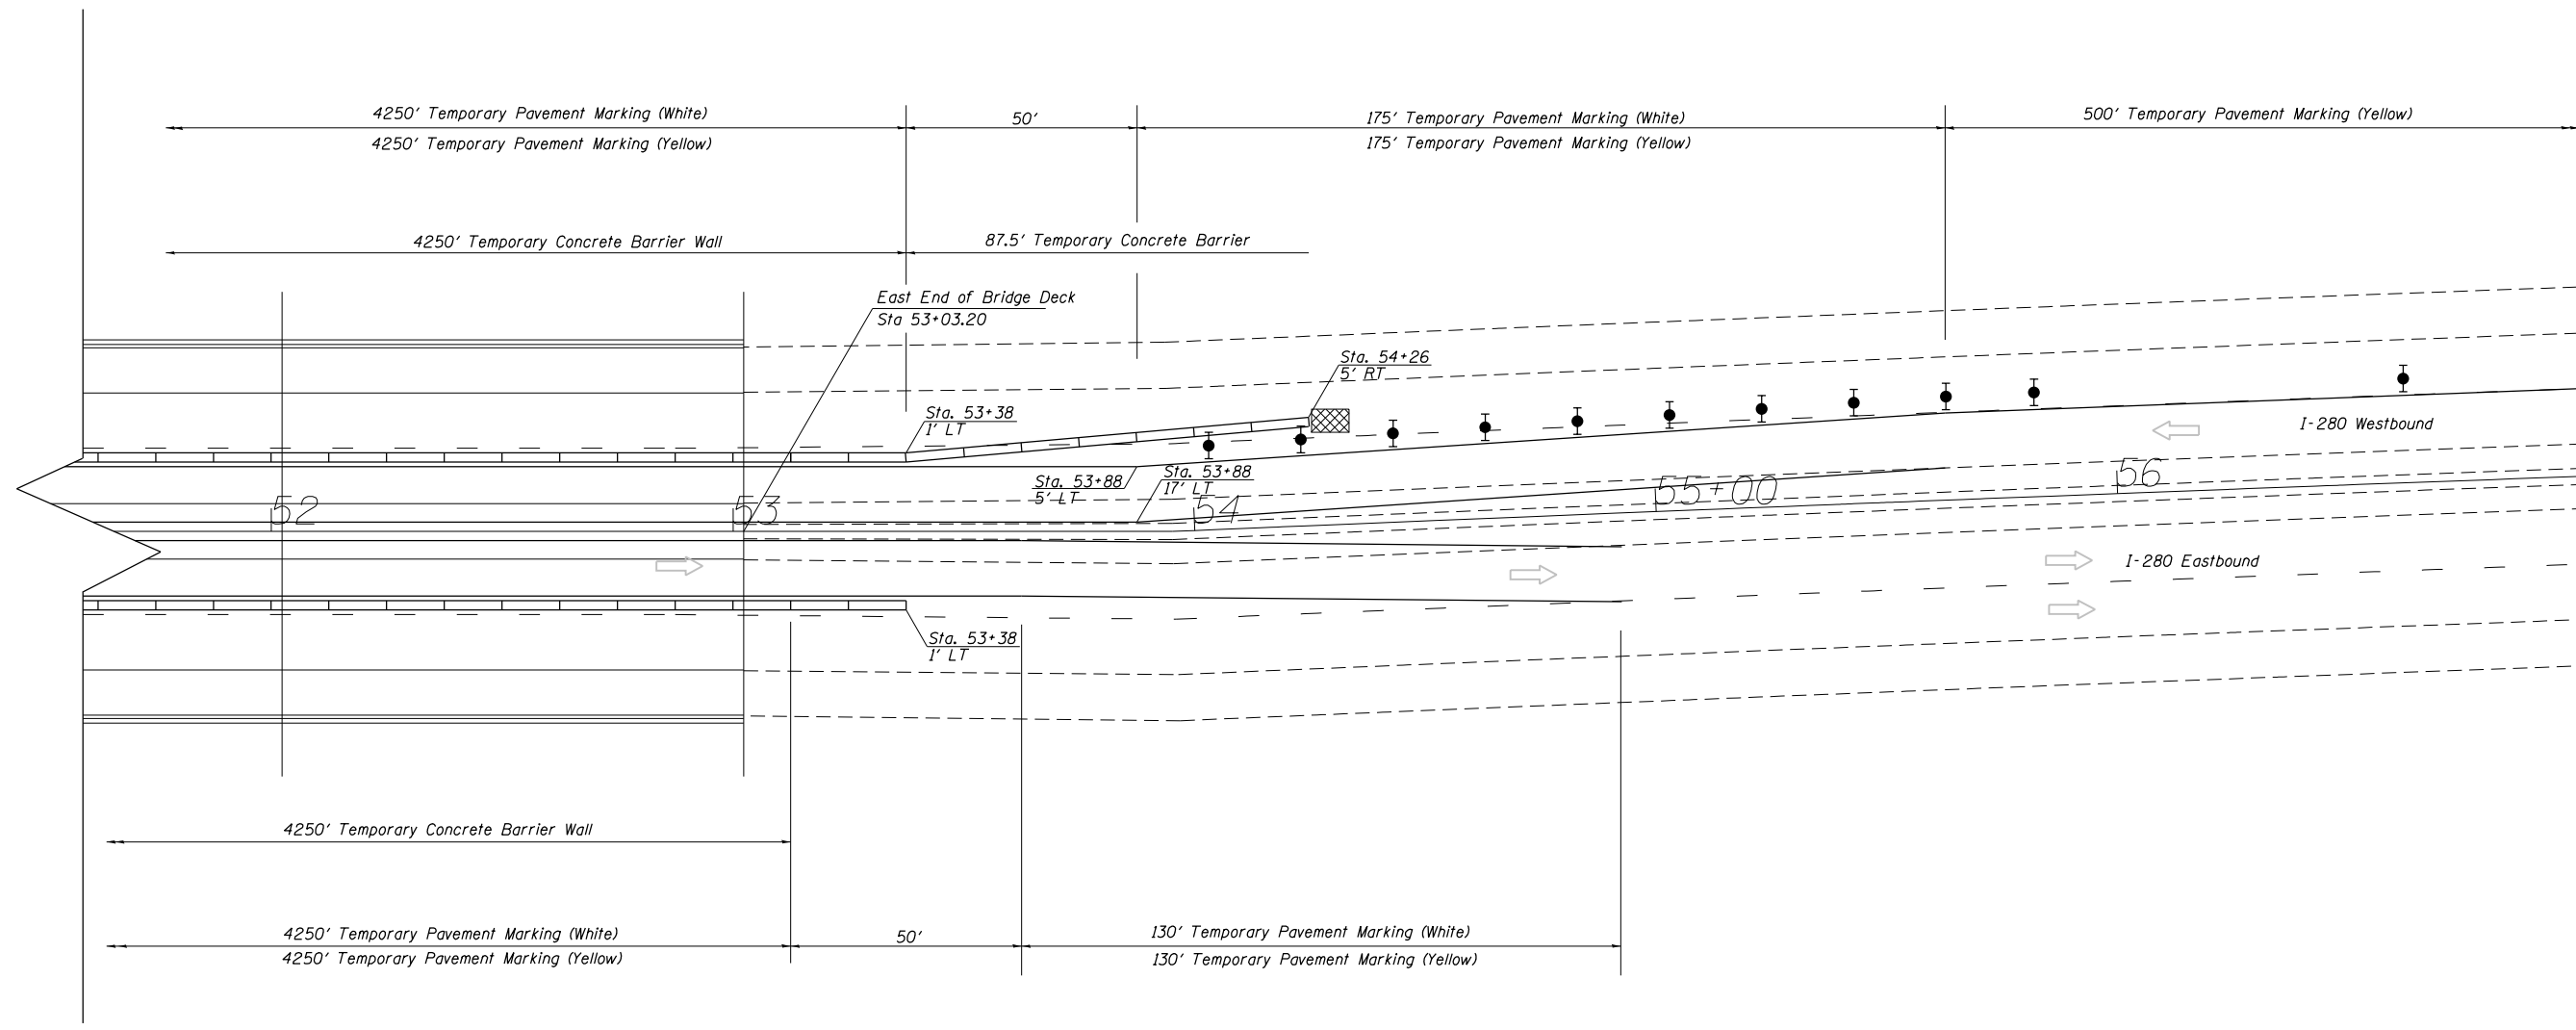 4250' Temporary Pavement Marking (White)
4250' Temporary Pavement Marking (Yellow)
50'
175' Temporary Pavement Marking (White)
175' Temporary Pavement Marking (Yellow)
500' Temporary Pavement Marking (Yellow)
4250' Temporary Concrete Barrier Wall
87.5' Temporary Concrete Barrier
East End of Bridge Deck
Sta 53+03.20
Sta. 54+26
5' RT
Sta. 53+38
1' LT
I-280 Westbound
Sta. 53+88
5' LT
Sta. 53+88
17' LT
52
53
54
55+00
56
I-280 Eastbound
Sta. 53+38
1' LT
4250' Temporary Concrete Barrier Wall
4250' Temporary Pavement Marking (White)
4250' Temporary Pavement Marking (Yellow)
50'
130' Temporary Pavement Marking (White)
130' Temporary Pavement Marking (Yellow)